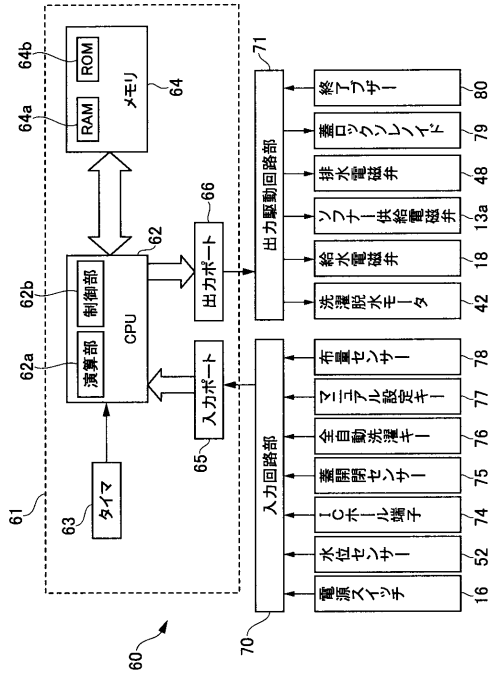 60
61
63
タイマ
62a
演算部
62b
制御部
CPU
62
64a
RAM
64b
ROM
メモリ
64
65
入力ポート
66
出力ポート
70
入力回路部
71
出力駆動回路部
電源スイッチ
16
水位センサー
52
ICホール端子
74
蓋開閉センサー
75
全自動洗濯キー
76
マニュアル設定キー
77
布量センサー
78
洗濯脱水モータ
42
給水電磁弁
18
ソフナー供給電磁弁
13a
排水電磁弁
48
蓋ロックソレノイド
79
終了ブザー
80